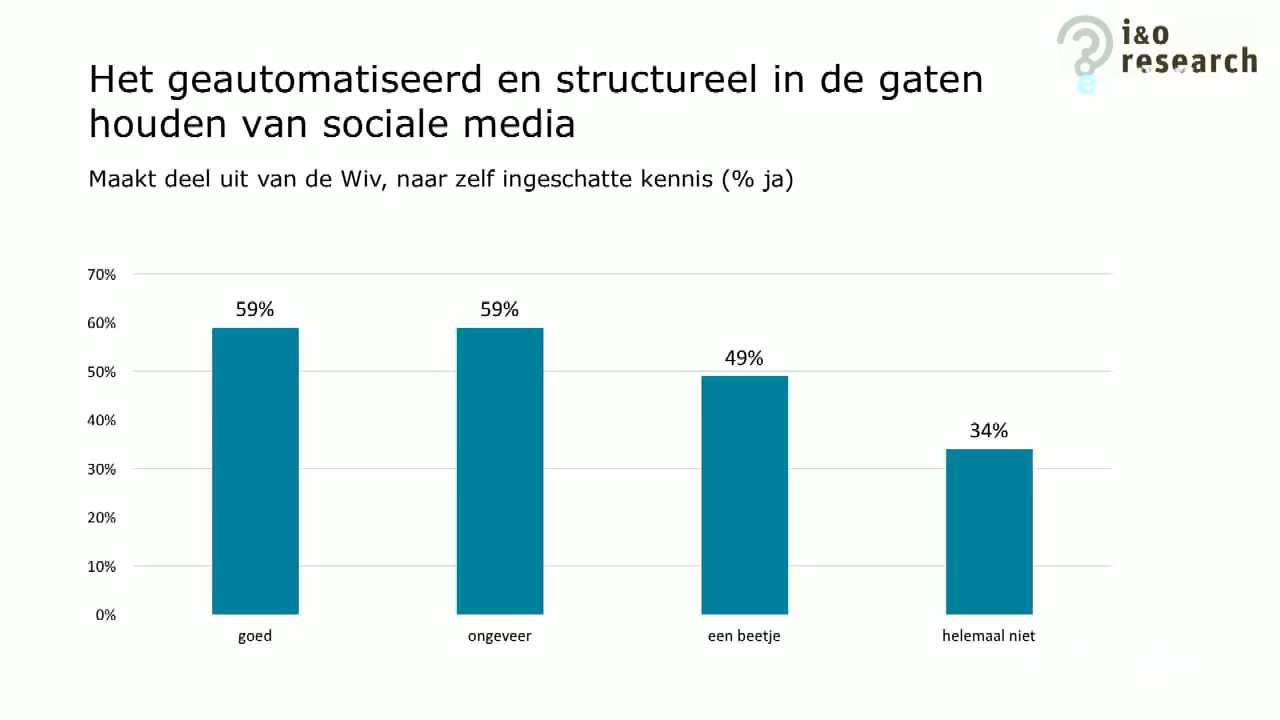 i&o
research
e
Het geautomatiseerd en structureel in de gaten
houden van sociale media
Maakt deel uit van de Wiv, naar zelf ingeschatte kennis (% ja)
70%
60%
50%
40%
30%
20%
10%
0%
59%
59%
49%
34%
goed
ongeveer
een beetje
helemaal niet